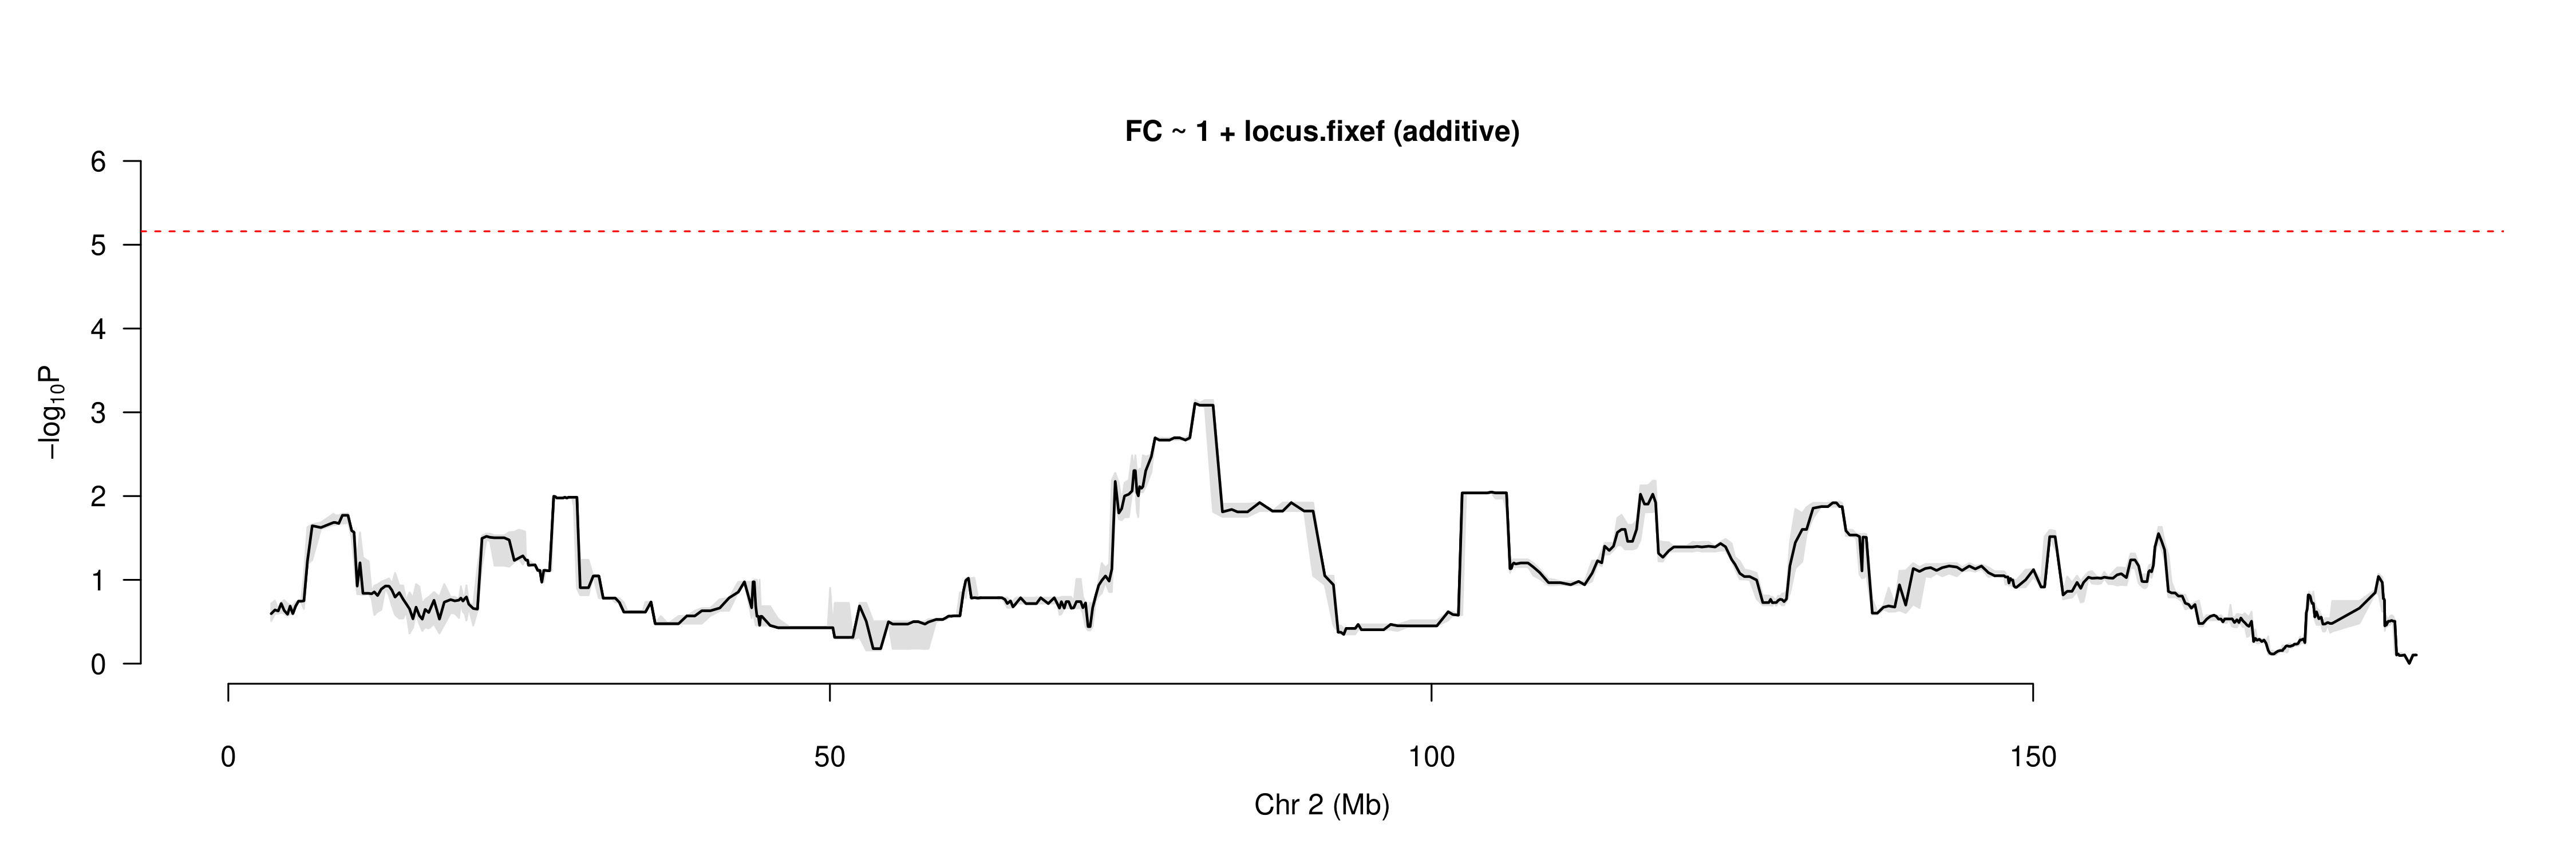 FC ~ 1 + locus.fixef (additive)
6
5
4
3
2
1
0
−log₁₀P
0 50 100 150
Chr 2 (Mb)